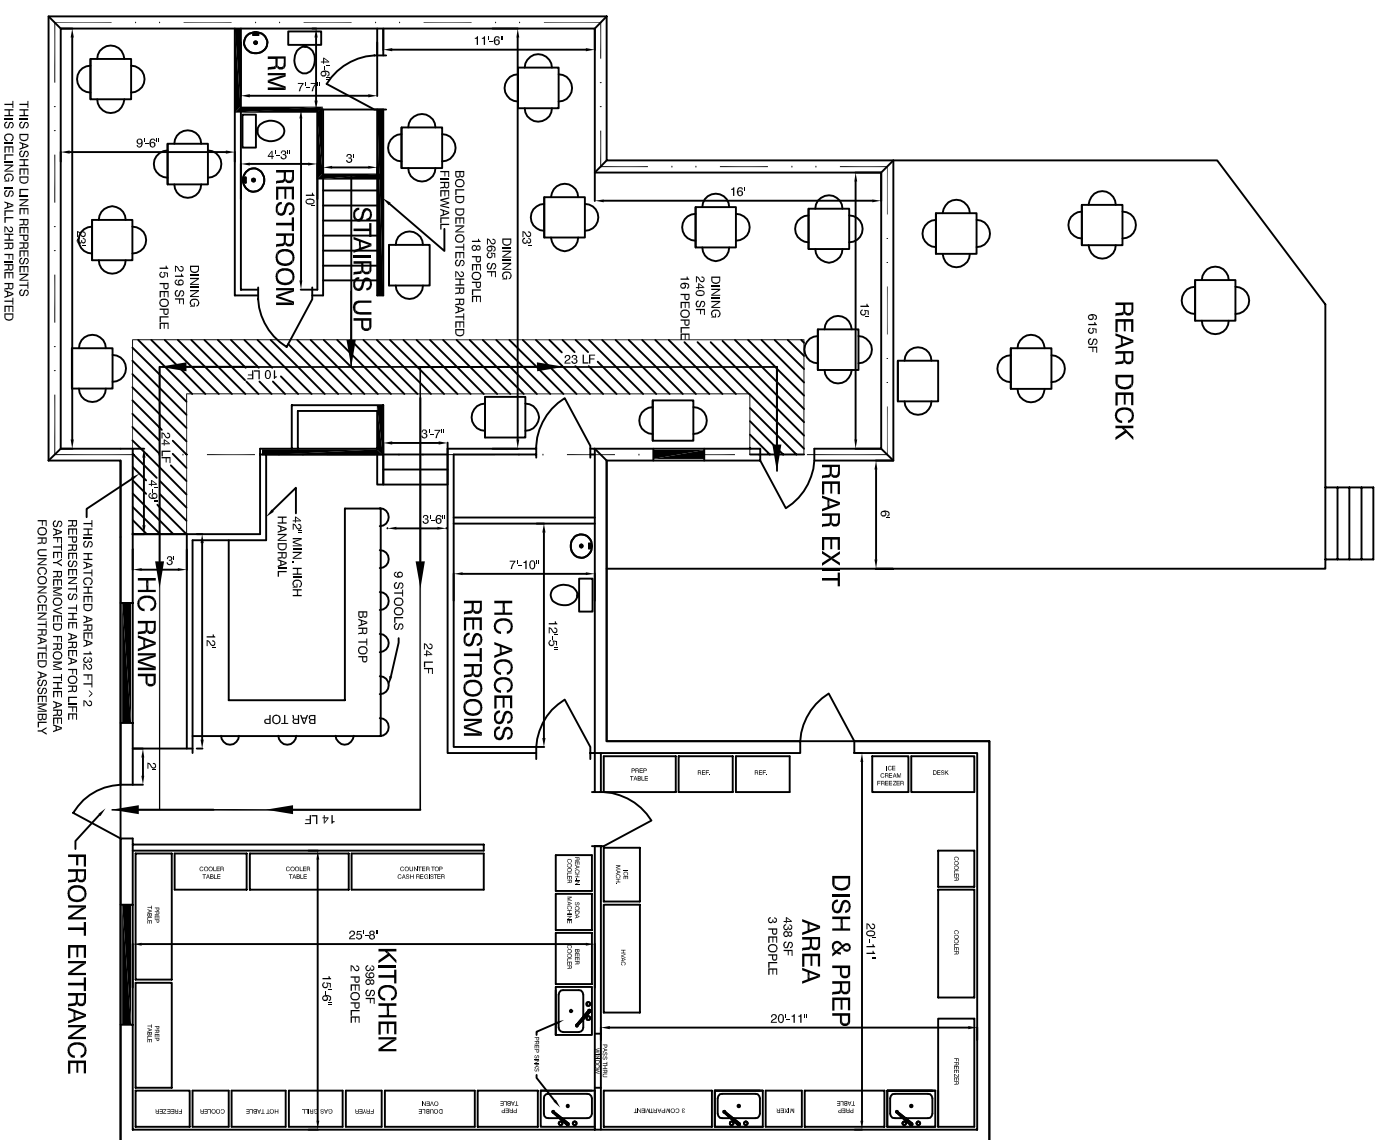 THIS DASHED LINE REPRESENTS
THIS CIELING IS ALL 2HR FIRE RATED
RM
4'-6"
7'-7"
11'-6"
9'-6"
4'-3"
3'
10'
RESTROOM
STAIRS UP
BOLD DENOTES 2HR RATED
FIREWALL
23'
23'
16'
15'
DINING
219 SF
15 PEOPLE
DINING
265 SF
18 PEOPLE
DINING
240 SF
16 PEOPLE
REAR DECK
615 SF
10 LF
23 LF
24 LF
4'-9"
3'-7"
3'-6"
3'
6'
REAR EXIT
THIS HATCHED AREA 132 FT^2
REPRESENTS THE AREA FOR LIFE
SAFTEY REMOVED FROM THE AREA
FOR UNCONCENTRATED ASSEMBLY
HC RAMP
12'
42" MIN. HIGH
HANDRAIL
9 STOOLS
BAR TOP
BAR TOP
24 LF
7'-10"
12'-5"
HC ACCESS
RESTROOM
2'
14 LF
FRONT ENTRANCE
PREP
TABLE
REF.
REF.
ICE
CREAM
FREEZER
DESK
COOLER
TABLE
COOLER
TABLE
COUNTER TOP
CASH REGISTER
REACH-IN
COOLER
SODA
MACHINE
BEER
COOLER
ICE
MACH.
HVAC
COOLER
COOLER
FREEZER
PREP
TABLE
PREP
TABLE
25'-8"
15'-6"
KITCHEN
398 SF
2 PEOPLE
PREP SINKS
PASS THRU
WINDOW
DISH & PREP
AREA
438 SF
3 PEOPLE
20'-11"
20'-11"
FREEZER
COOLER
HOT TABLE
GAS GRILL
FRYER
DOUBLE
OVEN
PREP
TABLE
3 COMPARTMENT
MIXER
PREP
TABLE